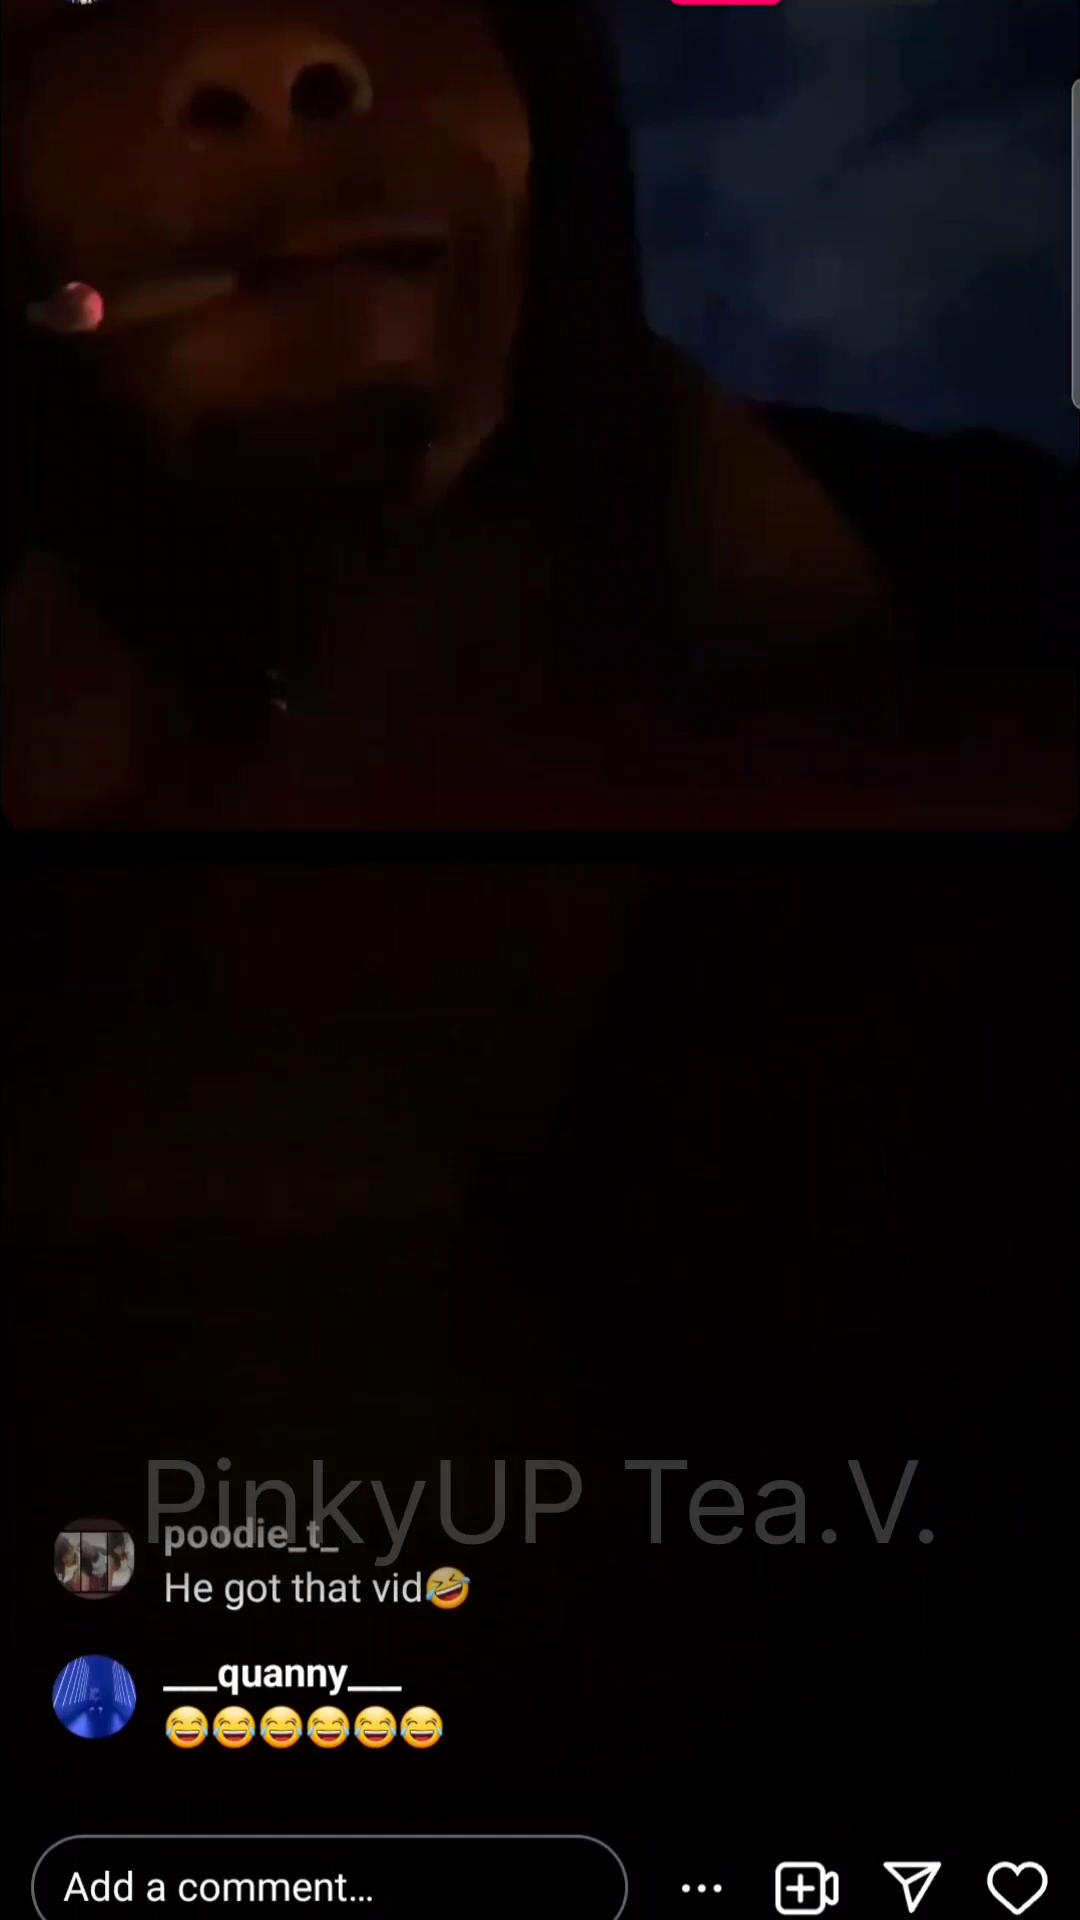 PinkyUP Tea.V.
poodie_t_
He got that vid🤣
___quanny___
😂😂😂😂😂😂
Add a comment...